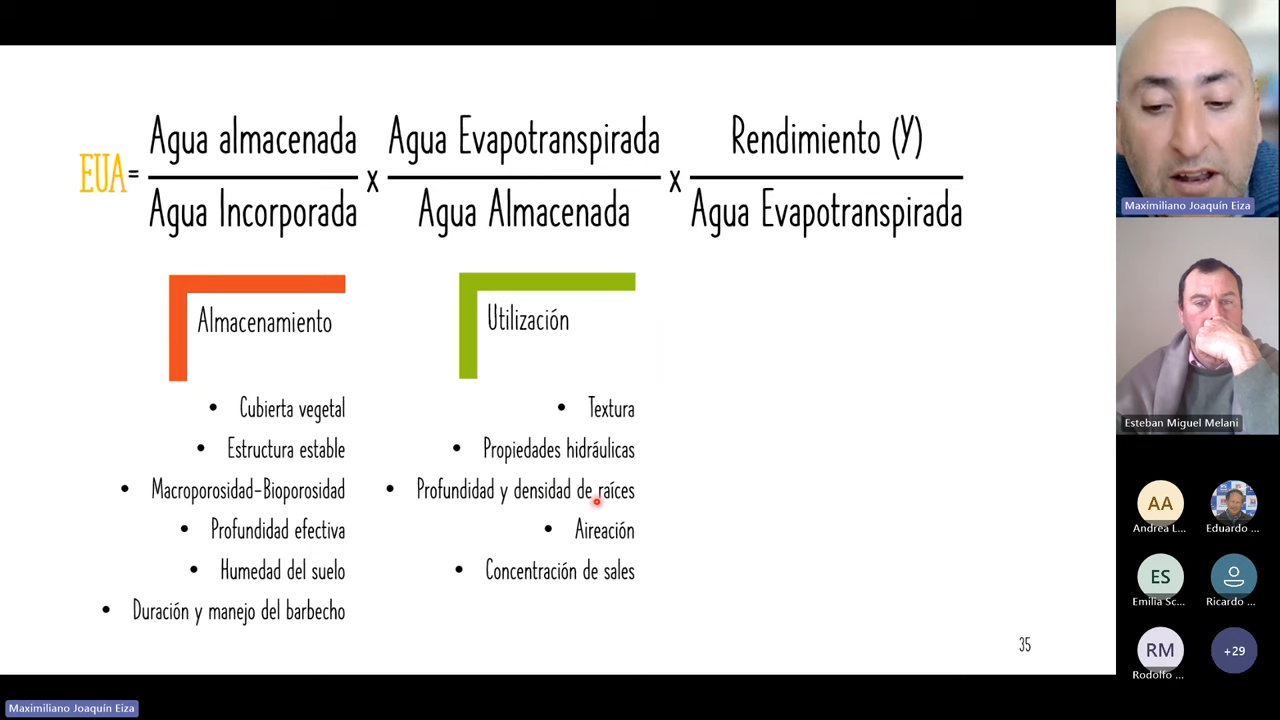 Agua almacenada
Agua Evapotranspirada
Rendimiento (Y)
EUA= x x
Agua Incorporada
Agua Almacenada
Agua Evapotranspirada
Almacenamiento
• Cubierta vegetal
• Estructura estable
• Macroporosidad-Bioporosidad
• Profundidad efectiva
• Humedad del suelo
• Duración y manejo del barbecho
Utilización
• Textura
• Propiedades hidráulicas
• Profundidad y densidad de raíces
• Aireación
• Concentración de sales
35
Maximiliano Joaquín Eiza
Esteban Miguel Melani
AA
Andrea L...
Eduardo ...
ES
Emilia Sc...
Ricardo ...
RM
Rodolfo ...
+29
Maximiliano Joaquín Eiza